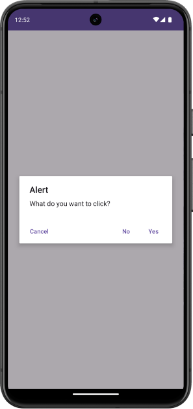 12:52
Alert
What do you want to click?
Cancel No Yes